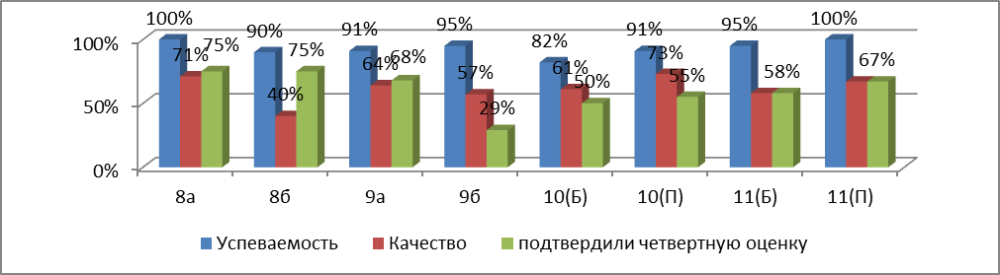 100% 90% 91% 95% 82% 91% 95% 100%
100% 71% 75% 40% 75% 64% 68% 57% 29% 61% 50% 73% 55% 58% 67%
50%
0%
8а 8б 9а 9б 10(Б) 10(П) 11(Б) 11(П)
Успеваемость Качество подтвердили четвертную оценку